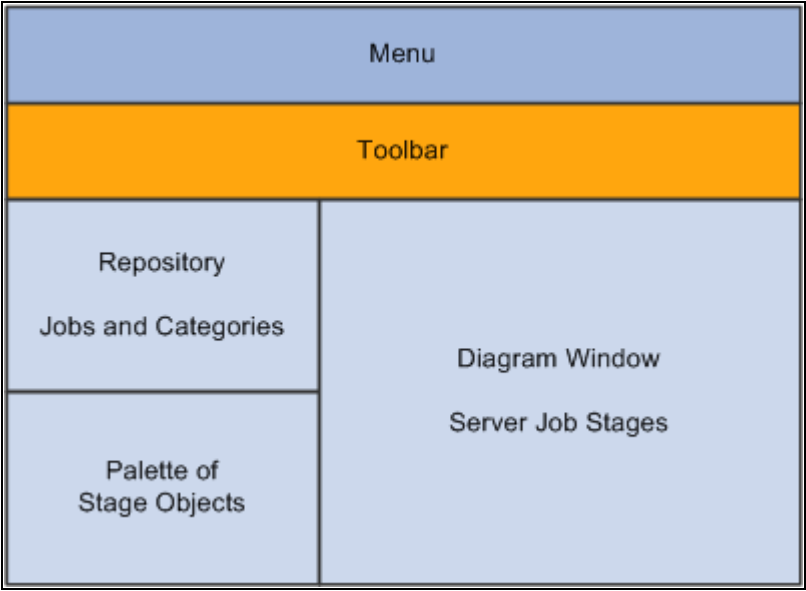 Menu
Toolbar
Repository
Jobs and Categories
Diagram Window
Server Job Stages
Palette of
Stage Objects